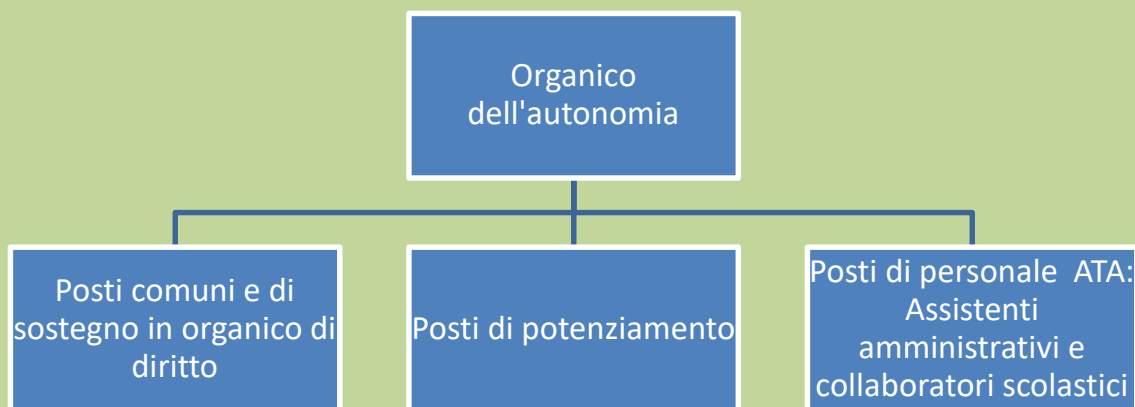 Organico
dell'autonomia
Posti comuni e di
sostegno in organico di
diritto
Posti di potenziamento
Posti di personale  ATA:
Assistenti
amministrativi e
collaboratori scolastici